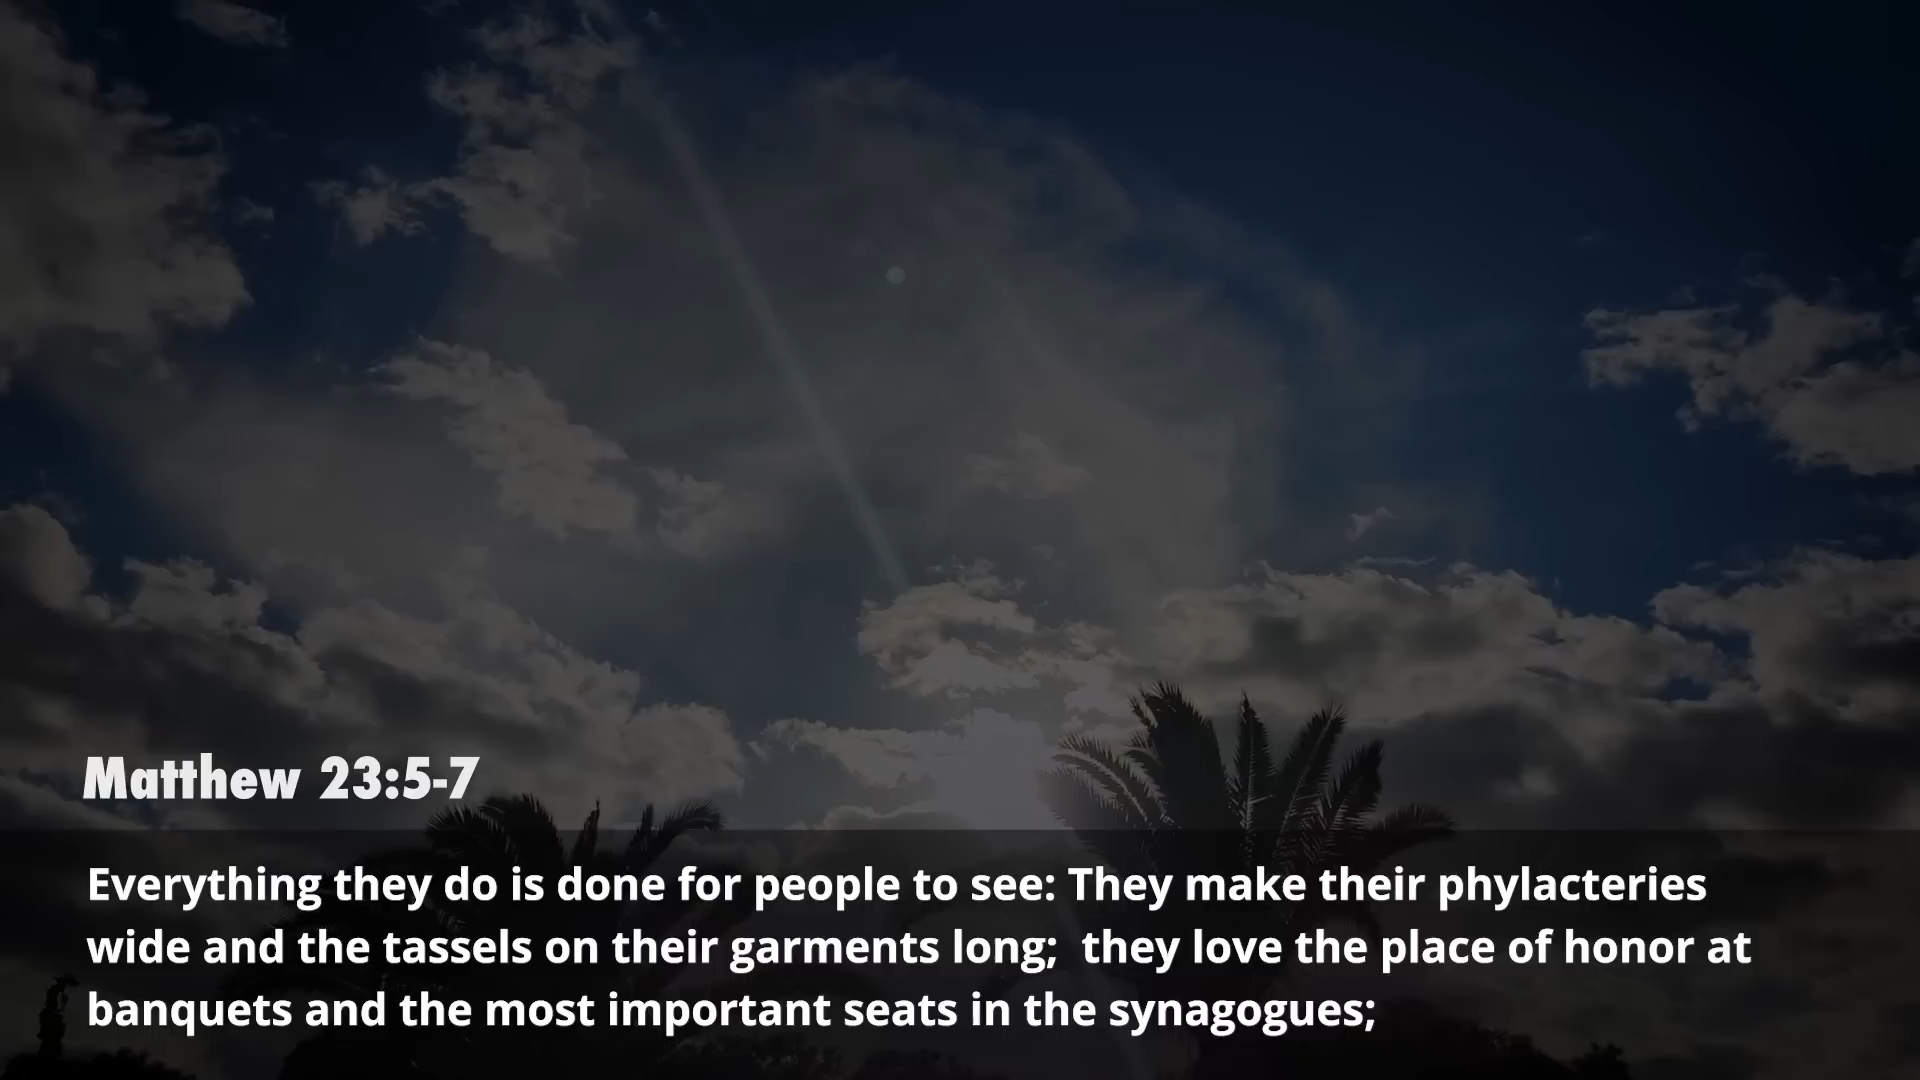 Matthew 23:5-7
Everything they do is done for people to see: They make their phylacteries
wide and the tassels on their garments long;  they love the place of honor at
banquets and the most important seats in the synagogues;